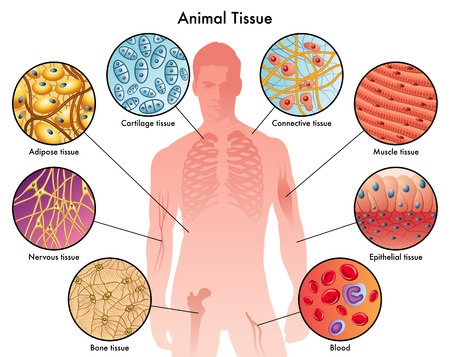 Animal Tissue
Cartilage tissue
Connective tissue
Adipose tissue
Muscle tissue
Nervous tissue
Epithelial tissue
Bone tissue
Blood